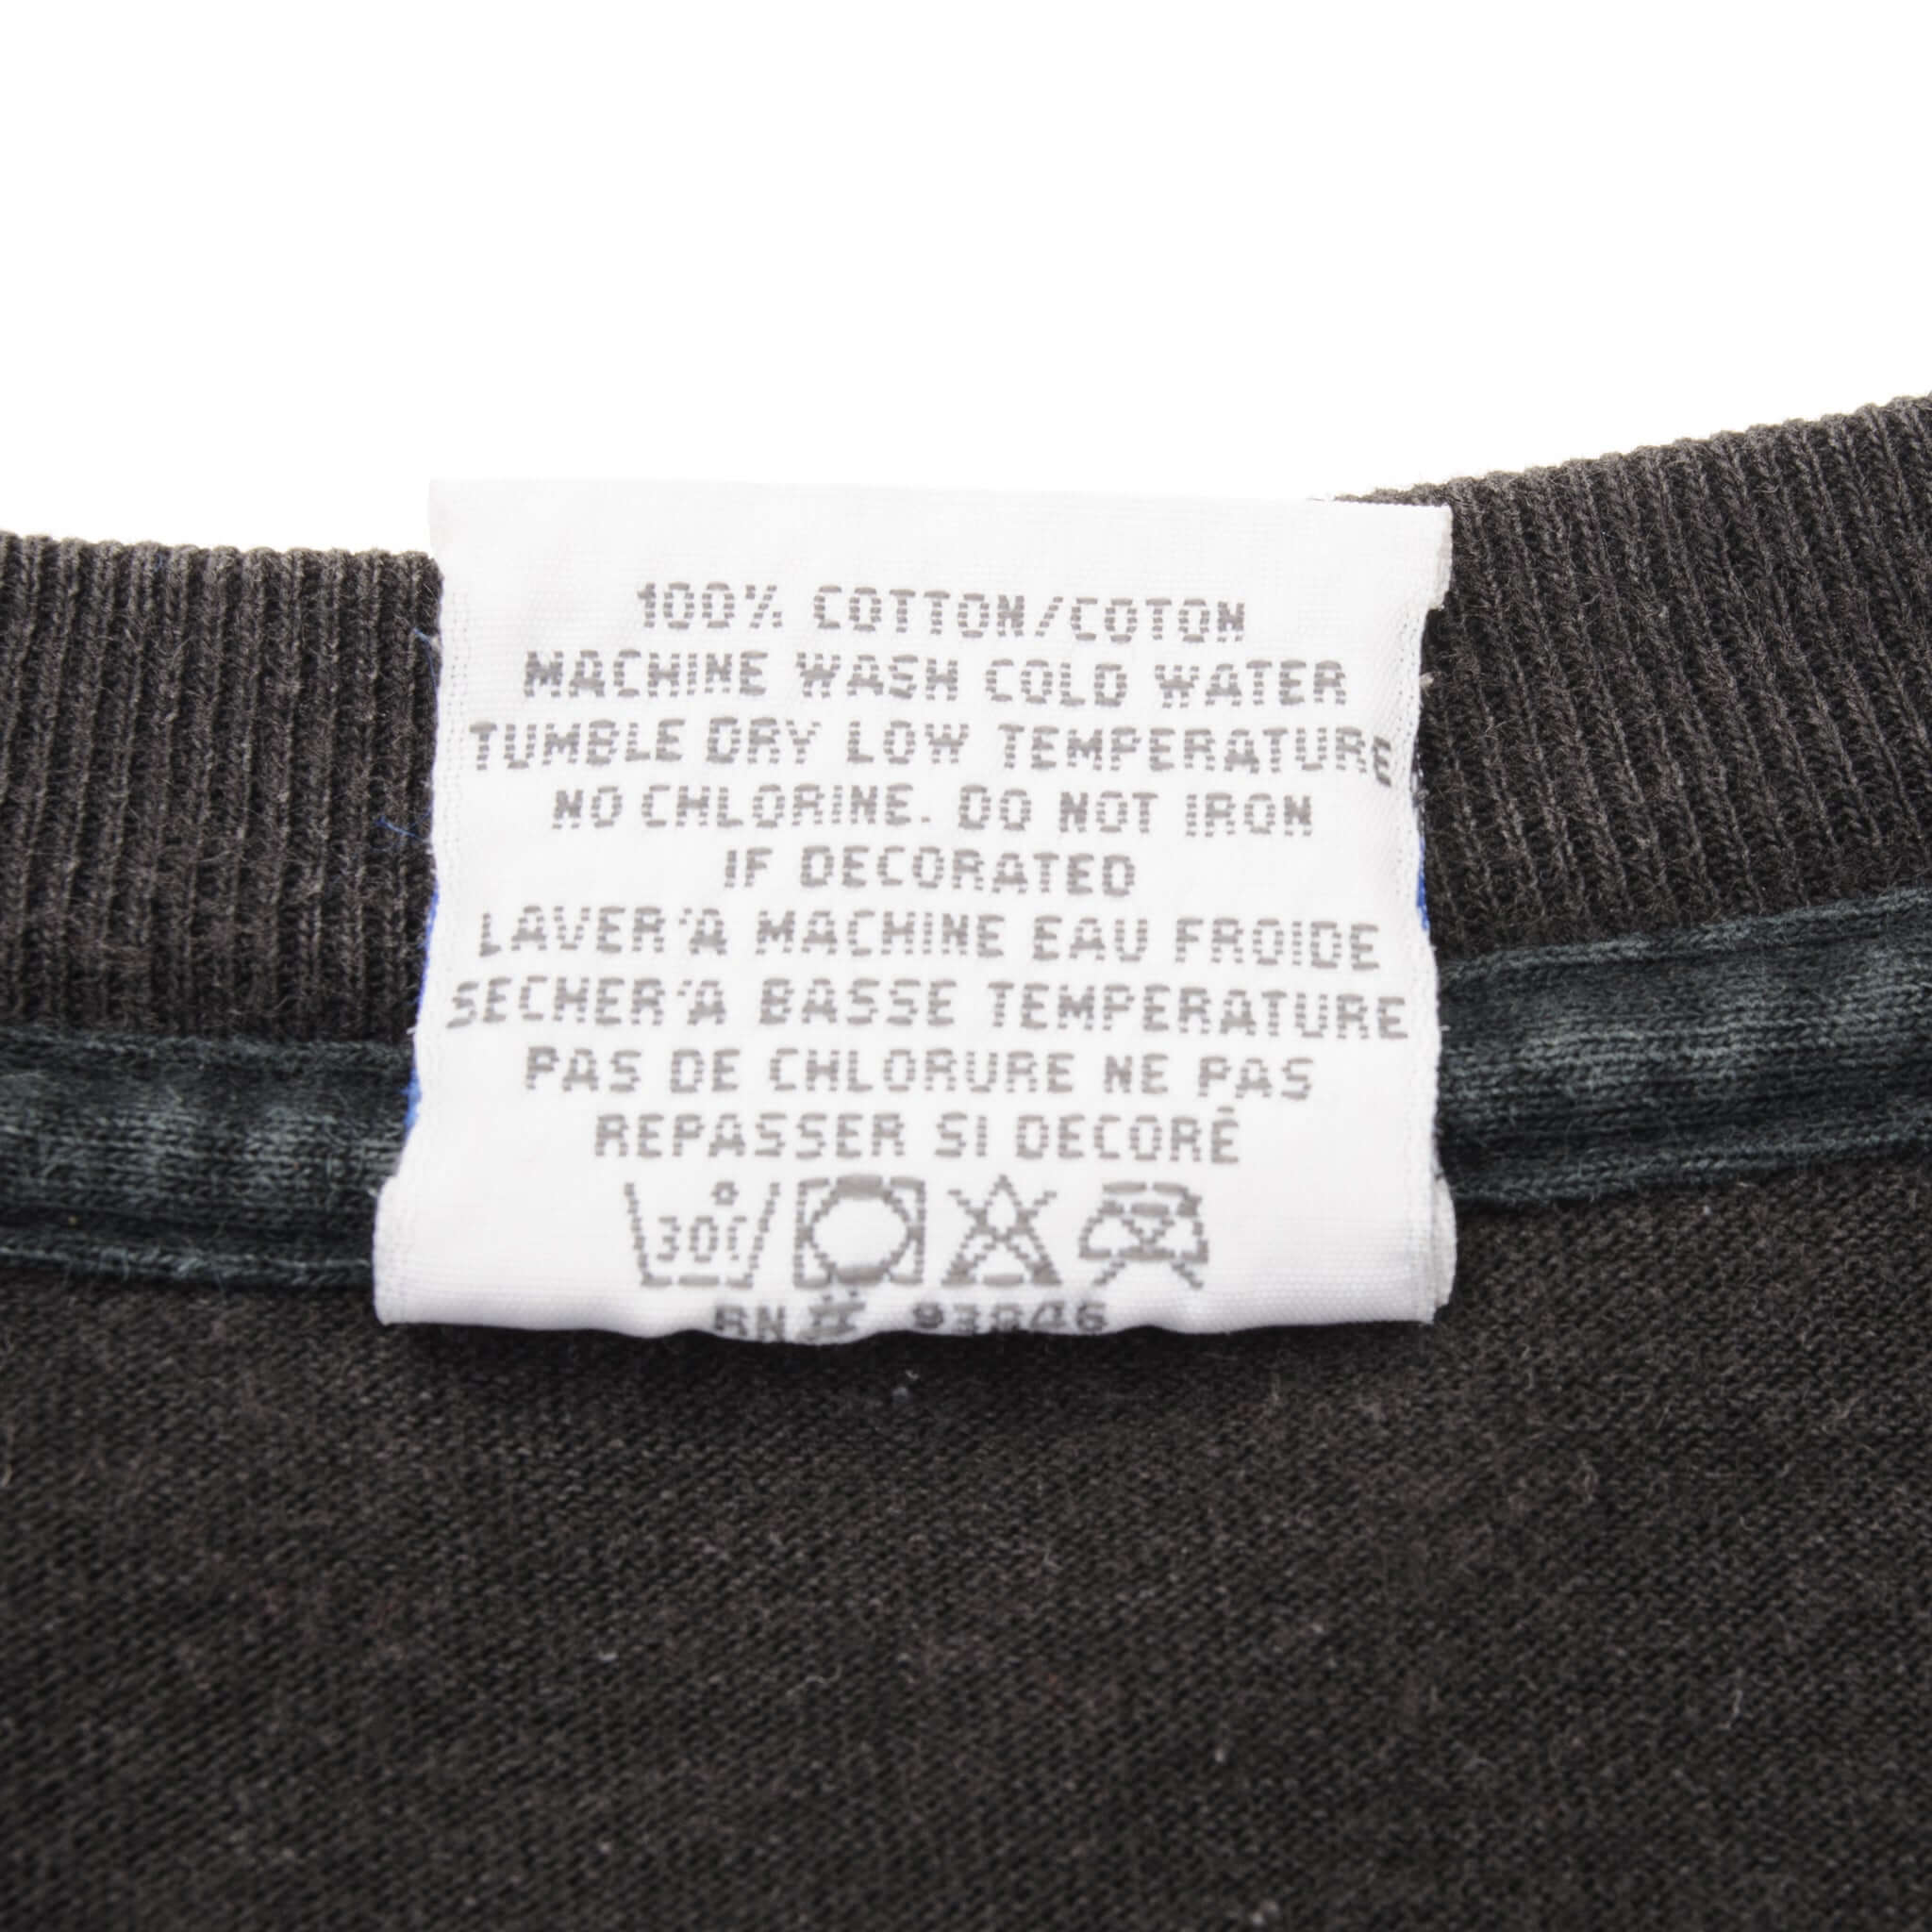 100% COTTON/COTON
MACHINE WASH COLD WATER
TUMBLE DRY LOW TEMPERATURE
NO CHLORINE. DO NOT IRON
IF DECORATED
LAVER'A MACHINE EAU FROIDE
SECHER'A BASSE TEMPERATURE
PAS DE CHLORURE NE PAS
REPASSER SI DECORÉ
30°C
RN#